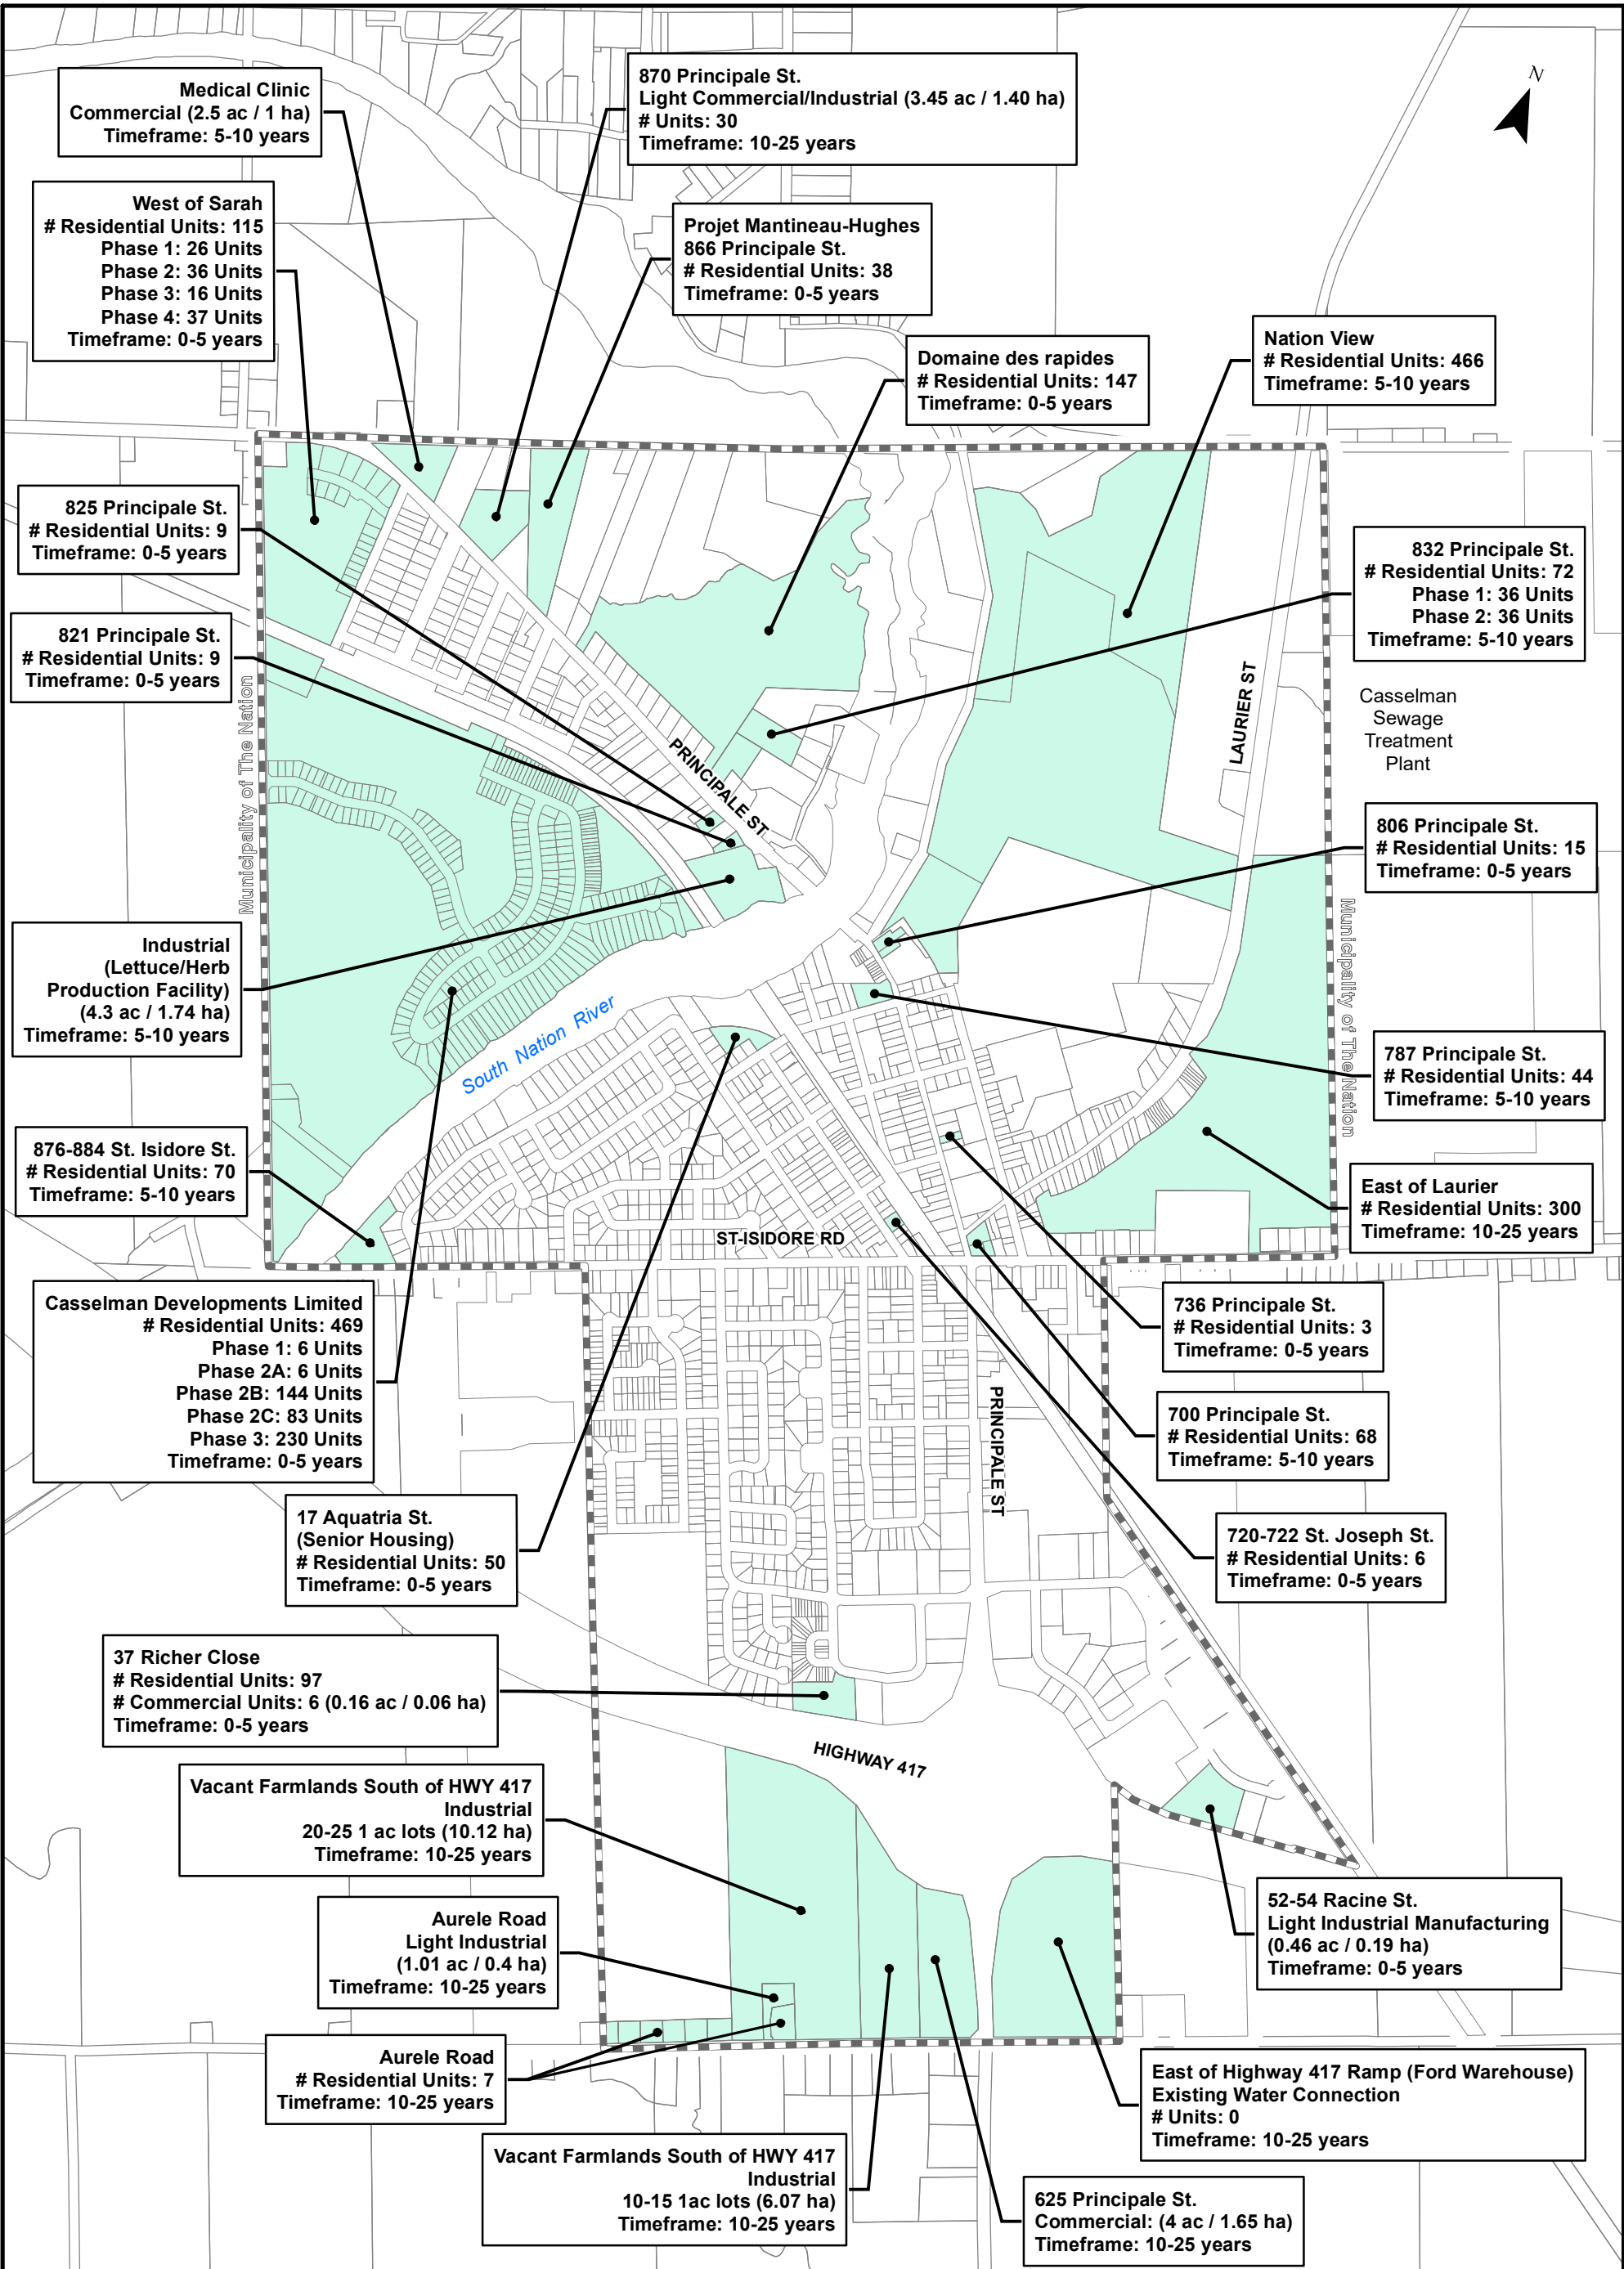 N
Medical Clinic
Commercial (2.5 ac / 1 ha)
Timeframe: 5-10 years
870 Principale St.
Light Commercial/Industrial (3.45 ac / 1.40 ha)
# Units: 30
Timeframe: 10-25 years
West of Sarah
# Residential Units: 115
Phase 1: 26 Units
Phase 2: 36 Units
Phase 3: 16 Units
Phase 4: 37 Units
Timeframe: 0-5 years
Projet Mantineau-Hughes
866 Principale St.
# Residential Units: 38
Timeframe: 0-5 years
Domaine des rapides
# Residential Units: 147
Timeframe: 0-5 years
Nation View
# Residential Units: 466
Timeframe: 5-10 years
825 Principale St.
# Residential Units: 9
Timeframe: 0-5 years
832 Principale St.
# Residential Units: 72
Phase 1: 36 Units
Phase 2: 36 Units
Timeframe: 5-10 years
821 Principale St.
# Residential Units: 9
Timeframe: 0-5 years
Casselman
Sewage
Treatment
Plant
LAURIER ST
Municipality of The Nation
PRINCIPALE ST
806 Principale St.
# Residential Units: 15
Timeframe: 0-5 years
Industrial
(Lettuce/Herb
Production Facility)
(4.3 ac / 1.74 ha)
Timeframe: 5-10 years
Municipality of The Nation
South Nation River
787 Principale St.
# Residential Units: 44
Timeframe: 5-10 years
876-884 St. Isidore St.
# Residential Units: 70
Timeframe: 5-10 years
East of Laurier
# Residential Units: 300
Timeframe: 10-25 years
ST-ISIDORE RD
Casselman Developments Limited
# Residential Units: 469
Phase 1: 6 Units
Phase 2A: 6 Units
Phase 2B: 144 Units
Phase 2C: 83 Units
Phase 3: 230 Units
Timeframe: 0-5 years
736 Principale St.
# Residential Units: 3
Timeframe: 0-5 years
PRINCIPALE ST
700 Principale St.
# Residential Units: 68
Timeframe: 5-10 years
17 Aquatria St.
(Senior Housing)
# Residential Units: 50
Timeframe: 0-5 years
720-722 St. Joseph St.
# Residential Units: 6
Timeframe: 0-5 years
37 Richer Close
# Residential Units: 97
# Commercial Units: 6 (0.16 ac / 0.06 ha)
Timeframe: 0-5 years
HIGHWAY 417
Vacant Farmlands South of HWY 417
Industrial
20-25 1 ac lots (10.12 ha)
Timeframe: 10-25 years
52-54 Racine St.
Light Industrial Manufacturing
(0.46 ac / 0.19 ha)
Timeframe: 0-5 years
Aurele Road
Light Industrial
(1.01 ac / 0.4 ha)
Timeframe: 10-25 years
Aurele Road
# Residential Units: 7
Timeframe: 10-25 years
East of Highway 417 Ramp (Ford Warehouse)
Existing Water Connection
# Units: 0
Timeframe: 10-25 years
Vacant Farmlands South of HWY 417
Industrial
10-15 1ac lots (6.07 ha)
Timeframe: 10-25 years
625 Principale St.
Commercial: (4 ac / 1.65 ha)
Timeframe: 10-25 years